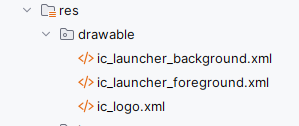 res
drawable
ic_launcher_background.xml
ic_launcher_foreground.xml
ic_logo.xml